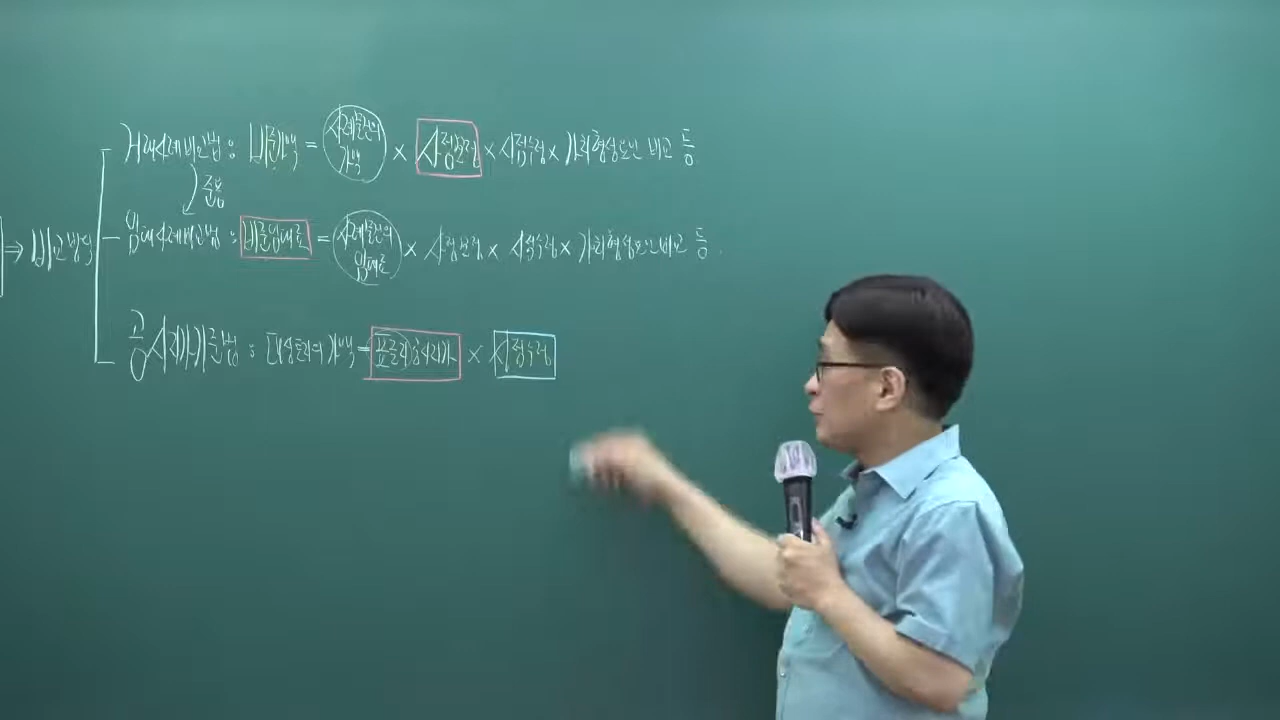 거래사례비교법 : 비준가액 = 사례물건의 가액 × 사정보정 × 시점수정 × 가치형성요인 비교 등
준용
⇒ 비교방식
임대사례비교법 : 비준임대료 = 사례물건의 임대료 × 사정보정 × 시점수정 × 가치형성요인 비교 등
공시지가기준법 : 대상토지의 가액 = 표준지공시지가 × 시점수정